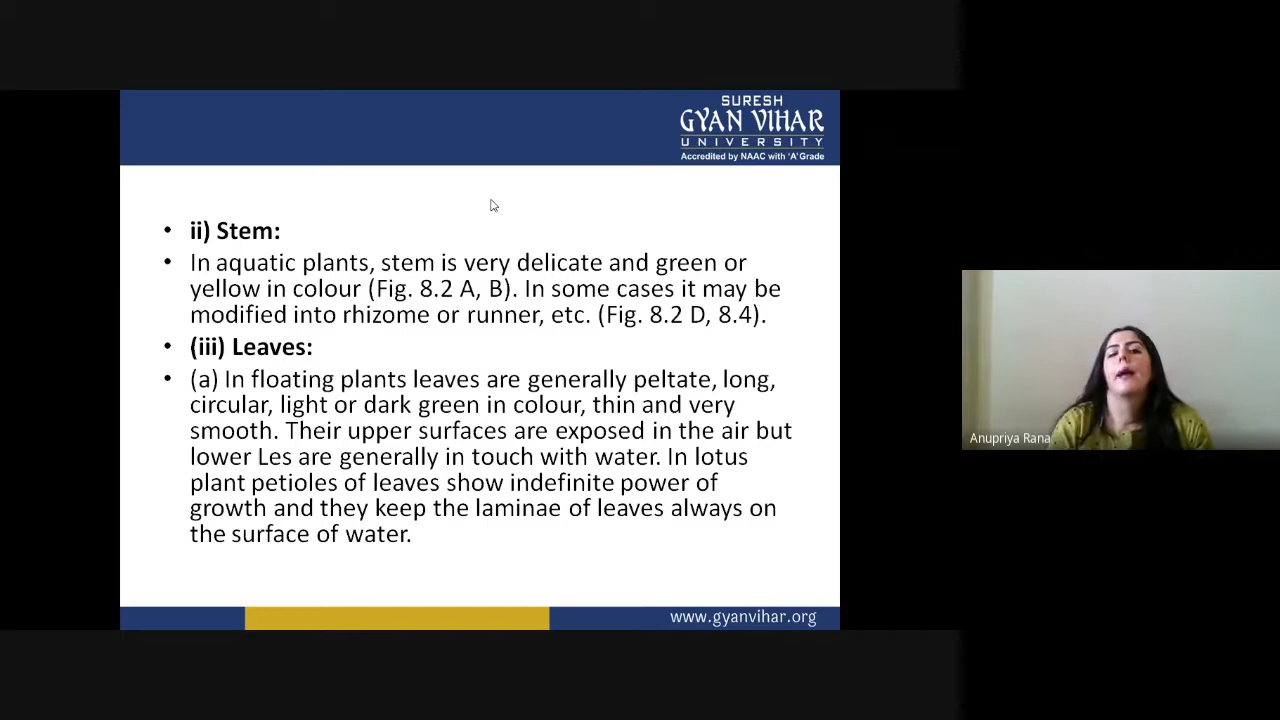 SURESH
GYAN VIHAR
UNIVERSITY
Accredited by NAAC with 'A' Grade
• ii) Stem:
• In aquatic plants, stem is very delicate and green or
yellow in colour (Fig. 8.2 A, B). In some cases it may be
modified into rhizome or runner, etc. (Fig. 8.2 D, 8.4).
• (iii) Leaves:
• (a) In floating plants leaves are generally peltate, long,
circular, light or dark green in colour, thin and very
smooth. Their upper surfaces are exposed in the air but
lower Les are generally in touch with water. In lotus
plant petioles of leaves show indefinite power of
growth and they keep the laminae of leaves always on
the surface of water.
www.gyanvihar.org
Anupriya Rana